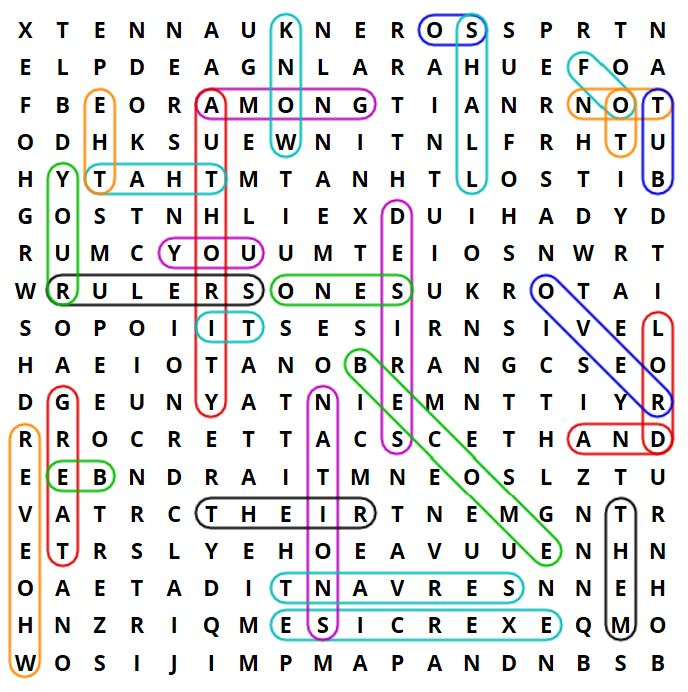 X T E N N A U K N E R O S S P R T N
E L P D E A G N L A R A H U E F O A
F B E O R A M O N G T I A N R N O T
O D H K S U E W N I T N L F R H T U
H Y T A H T M T A N H T L O S T I B
G O S T N H L I E X D U I H A D Y D
R U M C Y O U U M T E I O S N W R T
W R U L E R S O N E S U K R O T A I
S O P O I I T S E S I R N S I V E L
H A E I O T A N O B R A N G C S E O
D G E U N Y A T N I E M N T T I Y R
R R O C R E T T A C S C E T H A N D
E E B N D R A I T M N E O S L Z T U
V A T R C T H E I R T N E M G N T R
E T R S L Y E H O E A V U U E N H N
O A E T A D I T N A V R E S N N E H
H N Z R I Q M E S I C R E X E Q M O
W O S I J I M P M A P A N D N B S B